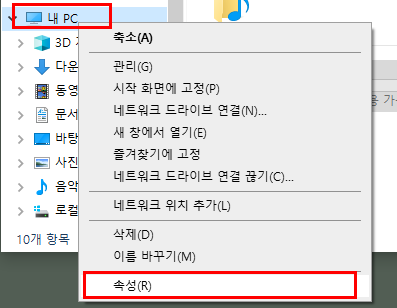 내 PC
축소(A)
3D
관리(G)
다운
시작 화면에 고정(P)
동영
네트워크 드라이브 연결(N)...
문서
새 창에서 열기(E)
바탕
즐겨찾기에 고정
사진
네트워크 드라이브 연결 끊기(C)...
음악
네트워크 위치 추가(L)
로컬
삭제(D)
10개 항목
이름 바꾸기(M)
속성(R)